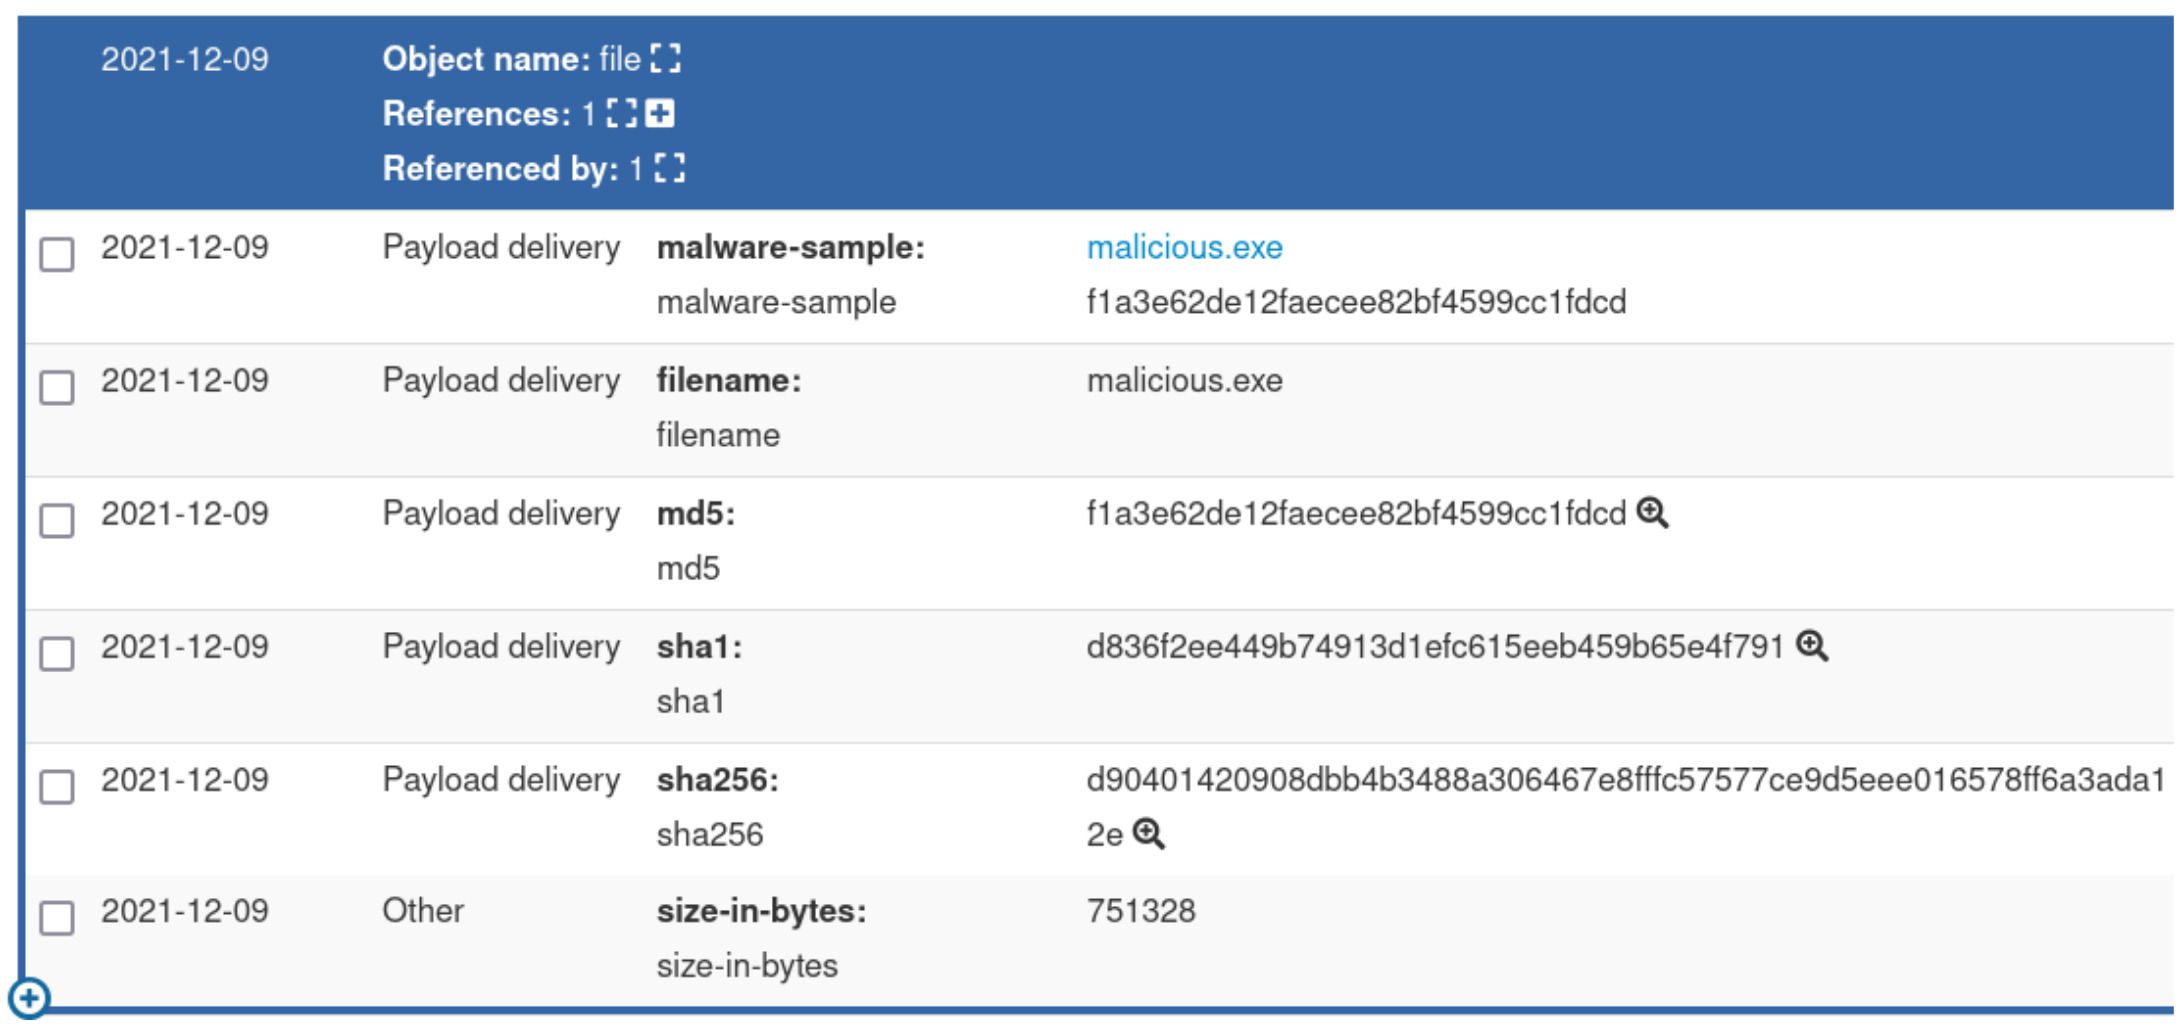 2021-12-09 Object name: file
References: 1
Referenced by: 1
2021-12-09 Payload delivery malware-sample: malicious.exe
malware-sample f1a3e62de12faecee82bf4599cc1fdcd
2021-12-09 Payload delivery filename: malicious.exe
filename
2021-12-09 Payload delivery md5: f1a3e62de12faecee82bf4599cc1fdcd
md5
2021-12-09 Payload delivery sha1: d836f2ee449b74913d1efc615eeb459b65e4f791
sha1
2021-12-09 Payload delivery sha256: d90401420908dbb4b3488a306467e8fffc57577ce9d5eee016578ff6a3ada1
sha256 2e
2021-12-09 Other size-in-bytes: 751328
size-in-bytes